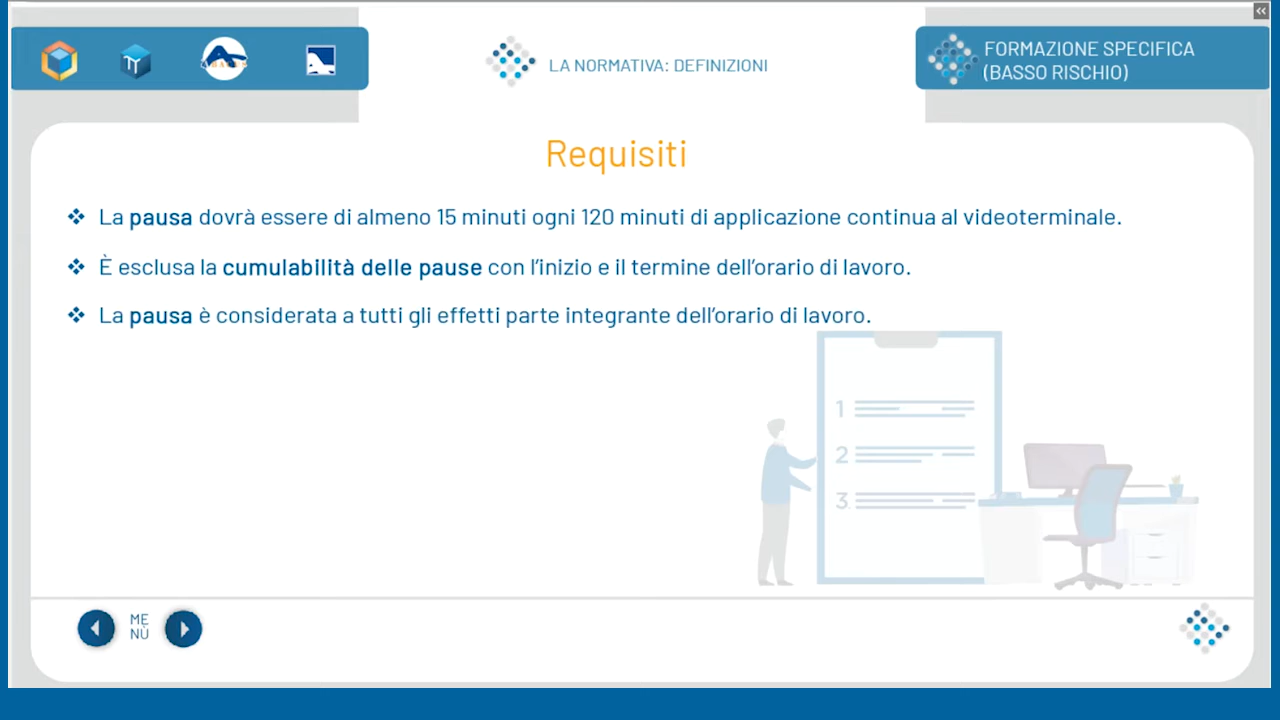 LA NORMATIVA: DEFINIZIONI
FORMAZIONE SPECIFICA
(BASSO RISCHIO)
Requisiti
❖ La pausa dovrà essere di almeno 15 minuti ogni 120 minuti di applicazione continua al videoterminale.
❖ È esclusa la cumulabilità delle pause con l'inizio e il termine dell'orario di lavoro.
❖ La pausa è considerata a tutti gli effetti parte integrante dell'orario di lavoro.
1
2
3.
ME
NÙ